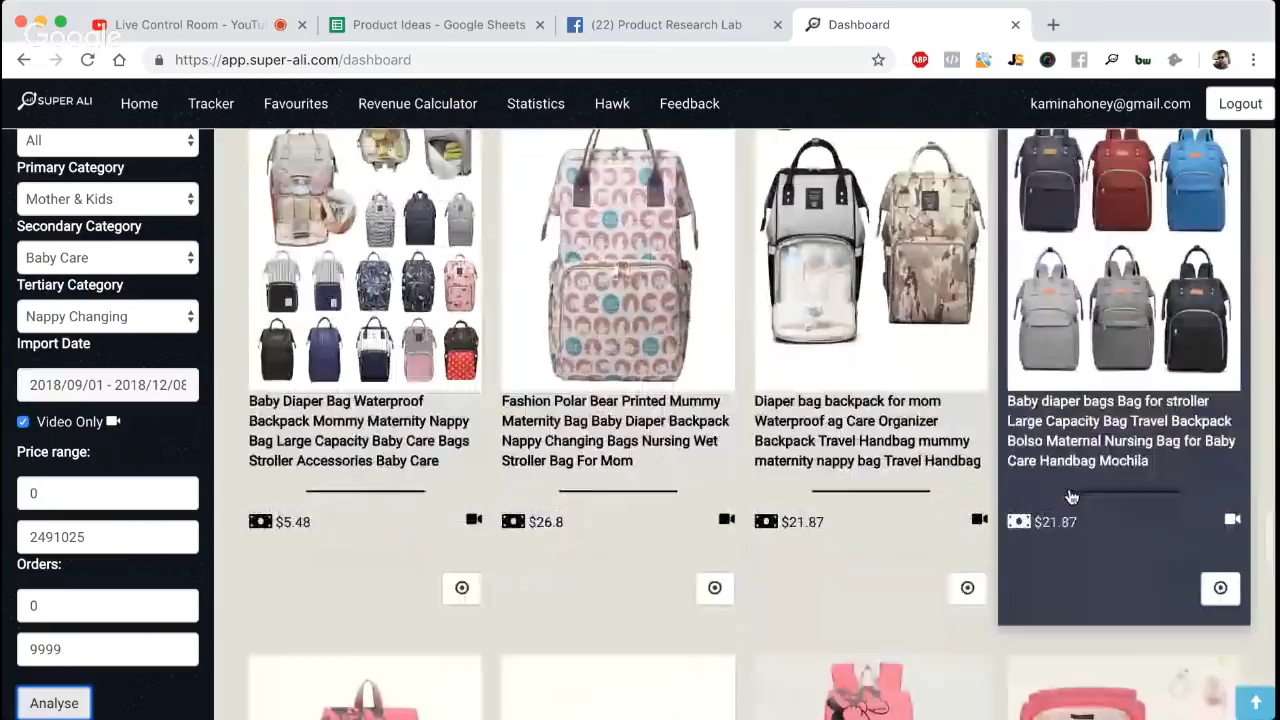 Live Control Room - YouTu
Product Ideas - Google Sheets
(22) Product Research Lab
Dashboard
Google
https://app.super-ali.com/dashboard
ABP
JS
bw
SUPER ALI
Home
Tracker
Favourites
Revenue Calculator
Statistics
Hawk
Feedback
kaminahoney@gmail.com
Logout
All
Primary Category
Mother & Kids
Secondary Category
Baby Care
Tertiary Category
Nappy Changing
Import Date
2018/09/01 - 2018/12/08
Video Only
Price range:
0
2491025
Orders:
0
9999
Analyse
Baby Diaper Bag Waterproof
Backpack Mommy Maternity Nappy
Bag Large Capacity Baby Care Bags
Stroller Accessories Baby Care
$5.48
Fashion Polar Bear Printed Mummy
Maternity Bag Baby Diaper Backpack
Nappy Changing Bags Nursing Wet
Stroller Bag For Mom
$26.8
Diaper bag backpack for mom
Waterproof ag Care Organizer
Backpack Travel Handbag mummy
maternity nappy bag Travel Handbag
$21.87
Baby diaper bags Bag for stroller
Large Capacity Bag Travel Backpack
Bolso Maternal Nursing Bag for Baby
Care Handbag Mochila
$21.87